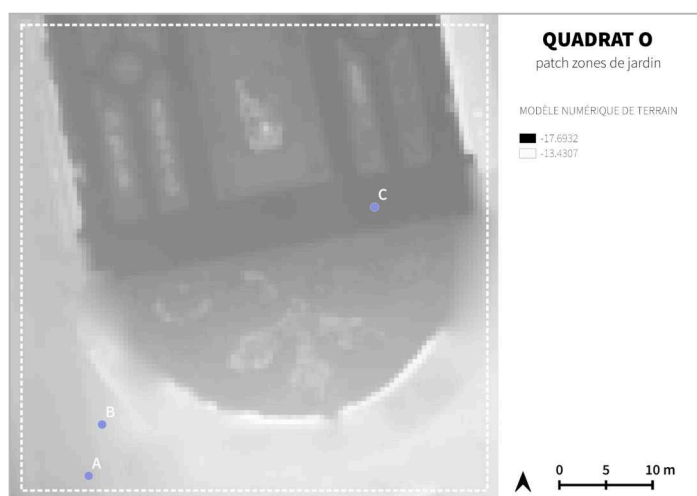 QUADRAT O
patch zones de jardin
MODÈLE NUMÉRIQUE DE TERRAIN
-17.6932
-13.4307
C
B
A
0 5 10 m